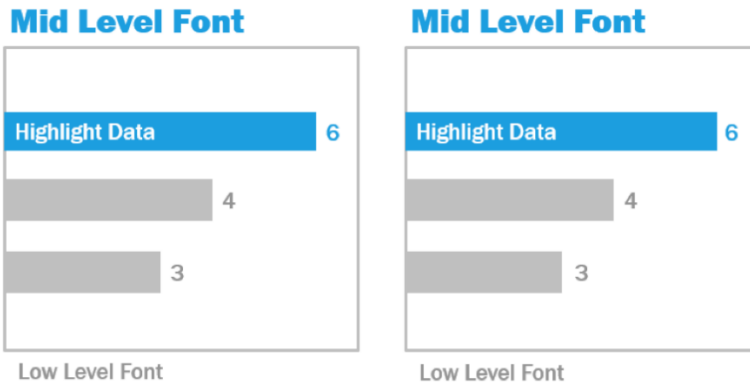 Mid Level Font
Highlight Data 6
4
3
Low Level Font
Mid Level Font
Highlight Data 6
4
3
Low Level Font